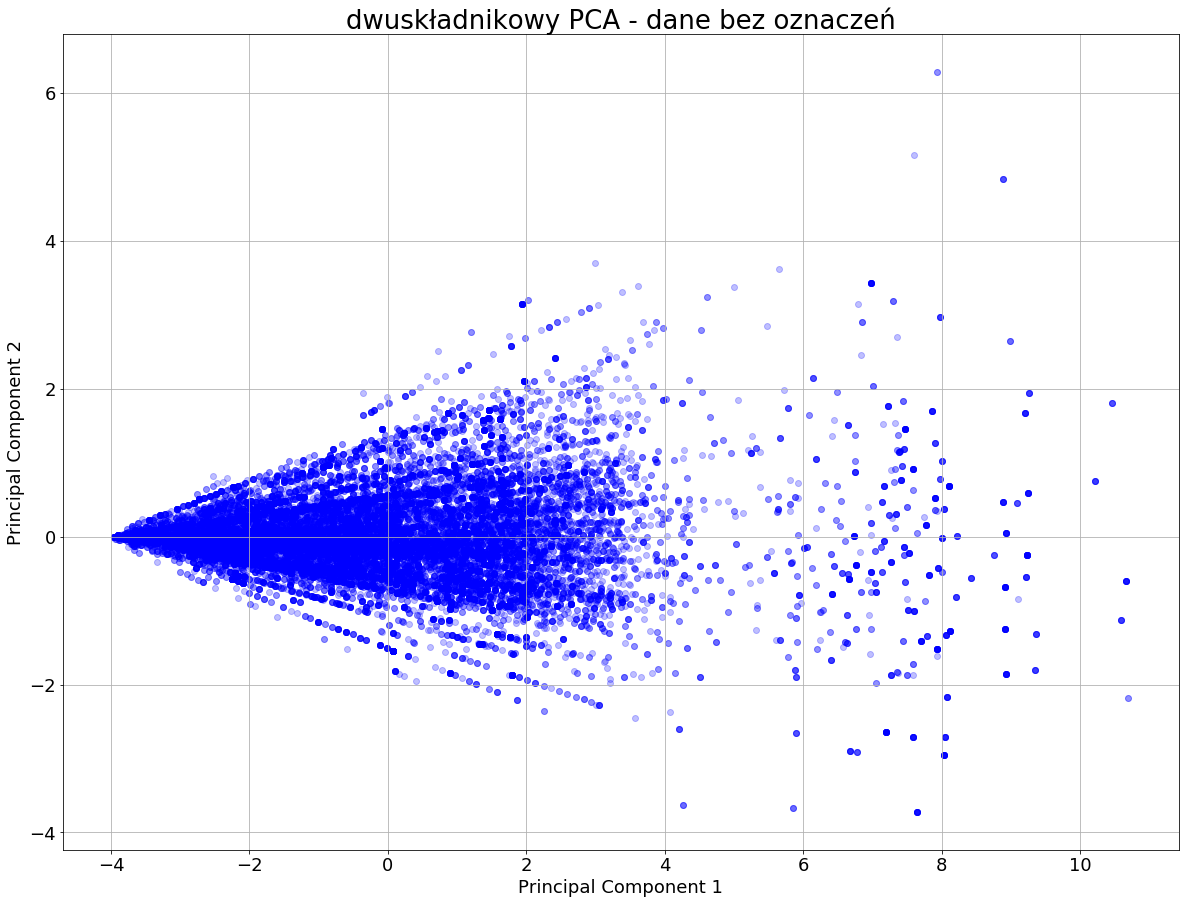 dwuskładnikowy PCA - dane bez oznaczeń
6
4
2
0
−2
−4
Principal Component 2
−4 −2 0 2 4 6 8 10
Principal Component 1